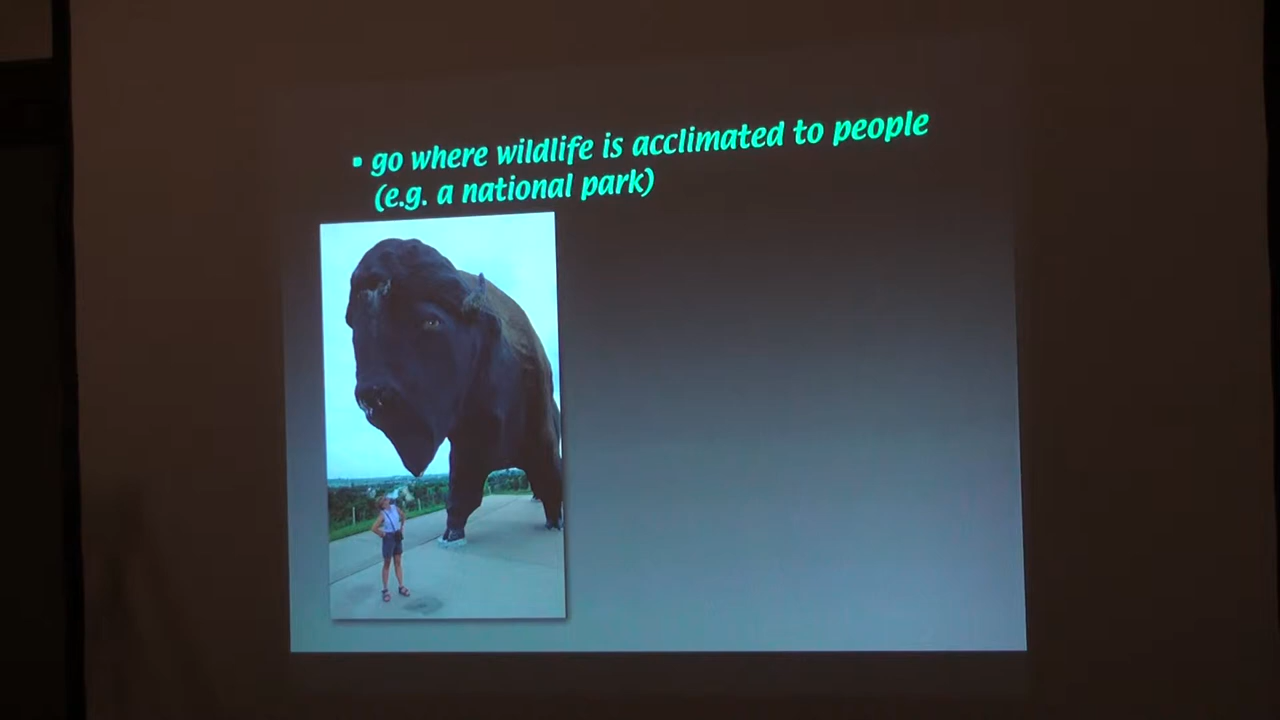 ▪ go where wildlife is acclimated to people
(e.g. a national park)